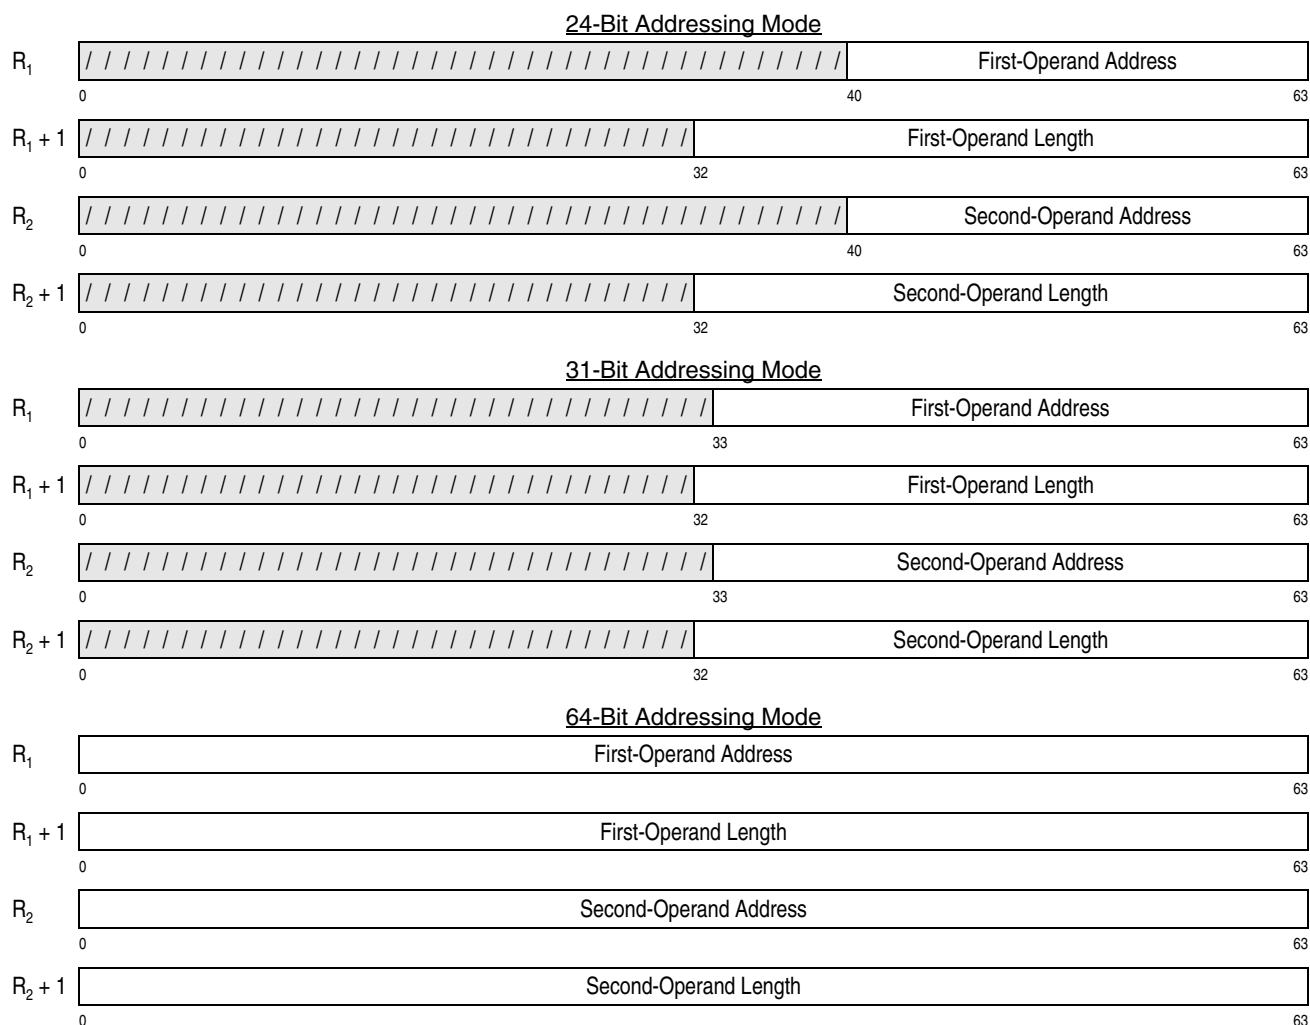 24-Bit Addressing Mode
R₁ / / / / / / / / / / / / / / / / / / / / / / / / / / / / / / / / / / / / / / / / First-Operand Address
0 40 63
R₁ + 1 / / / / / / / / / / / / / / / / / / / / / / / / / / / / / / / / First-Operand Length
0 32 63
R₂ / / / / / / / / / / / / / / / / / / / / / / / / / / / / / / / / / / / / / / / / Second-Operand Address
0 40 63
R₂ + 1 / / / / / / / / / / / / / / / / / / / / / / / / / / / / / / / / Second-Operand Length
0 32 63
31-Bit Addressing Mode
R₁ / / / / / / / / / / / / / / / / / / / / / / / / / / / / / / / / / First-Operand Address
0 33 63
R₁ + 1 / / / / / / / / / / / / / / / / / / / / / / / / / / / / / / / / First-Operand Length
0 32 63
R₂ / / / / / / / / / / / / / / / / / / / / / / / / / / / / / / / / / Second-Operand Address
0 33 63
R₂ + 1 / / / / / / / / / / / / / / / / / / / / / / / / / / / / / / / / Second-Operand Length
0 32 63
64-Bit Addressing Mode
R₁ First-Operand Address
0 63
R₁ + 1 First-Operand Length
0 63
R₂ Second-Operand Address
0 63
R₂ + 1 Second-Operand Length
0 63